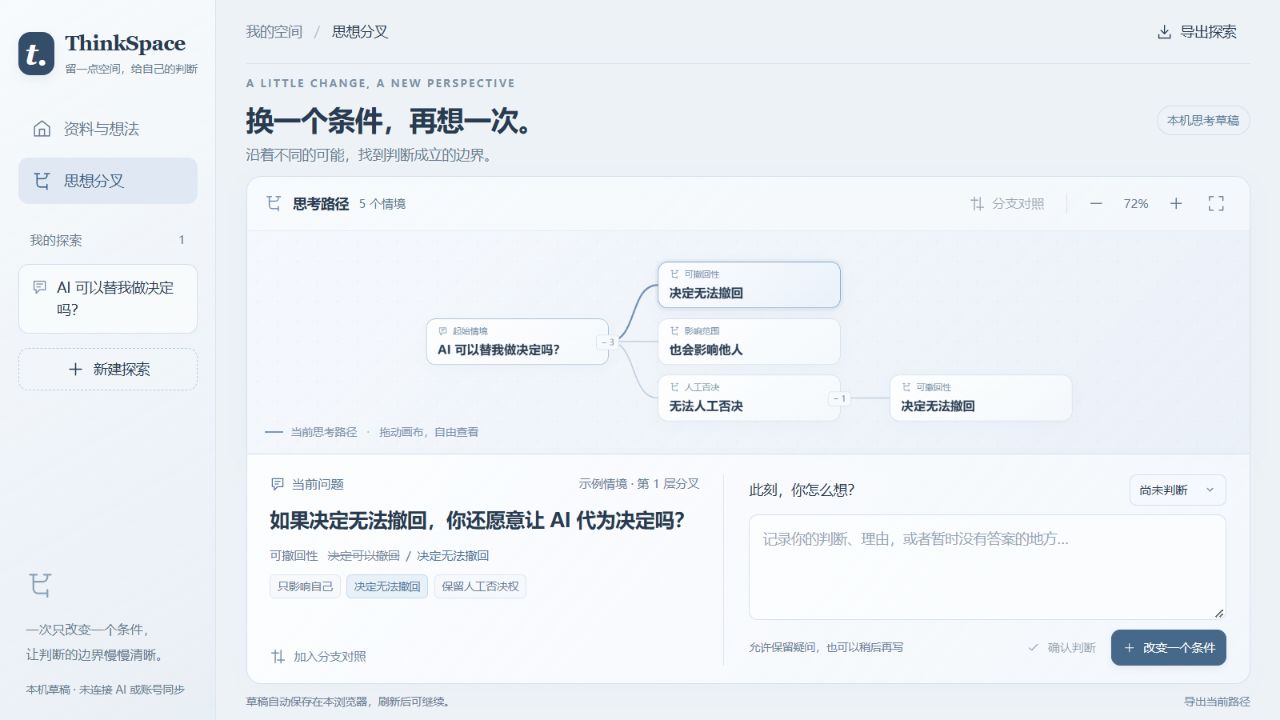 t.
ThinkSpace
留一点空间，给自己的判断
资料与想法
思想分叉
我的探索 1
AI 可以替我做决定
吗？
新建探索
一次只改变一个条件，
让判断的边界慢慢清晰。
本机草稿 · 未连接 AI 或账号同步
我的空间 / 思想分叉
导出探索
A LITTLE CHANGE, A NEW PERSPECTIVE
换一个条件，再想一次。
本机思考草稿
沿着不同的可能，找到判断成立的边界。
思考路径 5 个情境
分支对照
72%
可撤回性
决定无法撤回
起始情境
AI 可以替我做决定吗？
− 3
影响范围
也会影响他人
人工否决
无法人工否决
− 1
可撤回性
决定无法撤回
当前思考路径 · 拖动画布，自由查看
当前问题
示例情境 · 第 1 层分叉
如果决定无法撤回，你还愿意让 AI 代为决定吗？
可撤回性 决定可以撤回 / 决定无法撤回
只影响自己 决定无法撤回 保留人工否决权
加入分支对照
此刻，你怎么想？
尚未判断
记录你的判断、理由，或者暂时没有答案的地方...
允许保留疑问，也可以稍后再写
确认判断
改变一个条件
草稿自动保存在本浏览器，刷新后可继续。
导出当前路径